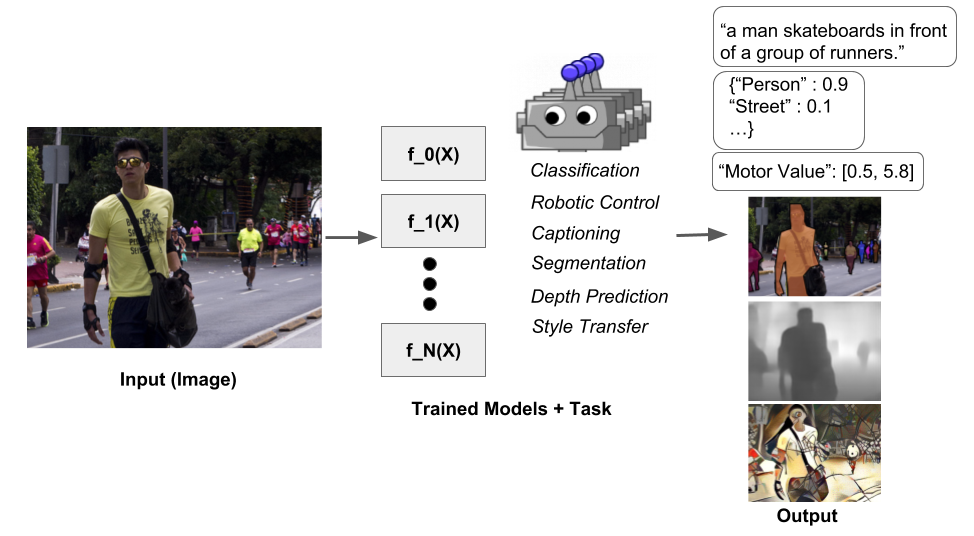 “a man skateboards in front
of a group of runners.”
{“Person” : 0.9
“Street” : 0.1
…}
“Motor Value”: [0.5, 5.8]
f_0(X)
f_1(X)
f_N(X)
Classification
Robotic Control
Captioning
Segmentation
Depth Prediction
Style Transfer
Input (Image)
Trained Models + Task
Output